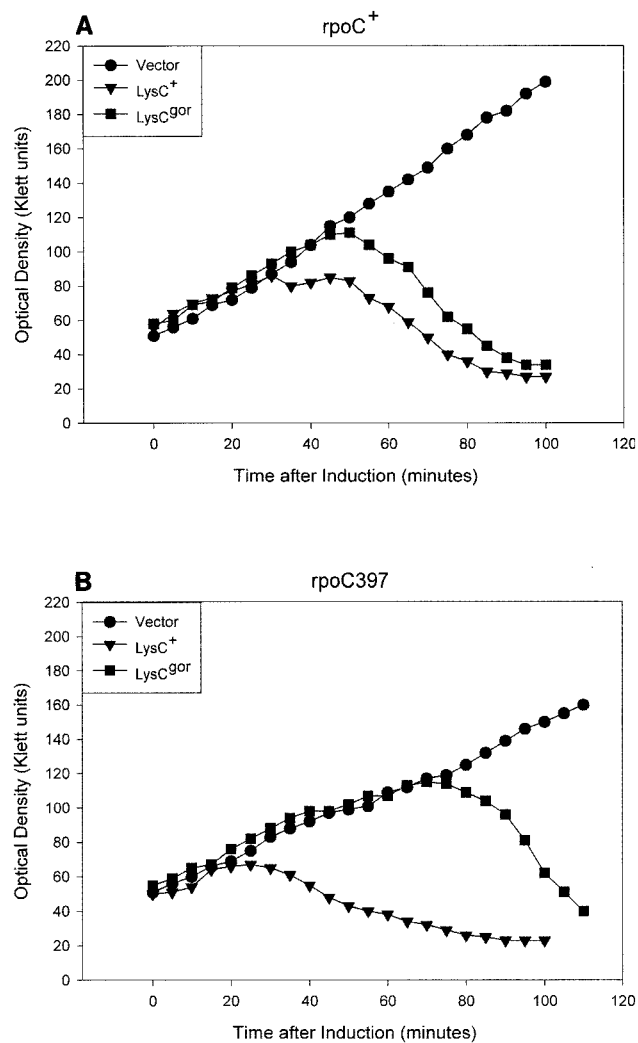 A
rpoC+
220
200
180
160
140
120
100
80
60
40
20
0
Optical Density (Klett units)
Vector
LysC+
LysCgor
0 20 40 60 80 100 120
Time after Induction (minutes)
B
rpoC397
220
200
180
160
140
120
100
80
60
40
20
0
Optical Density (Klett units)
Vector
LysC+
LysCgor
0 20 40 60 80 100 120
Time after Induction (minutes)